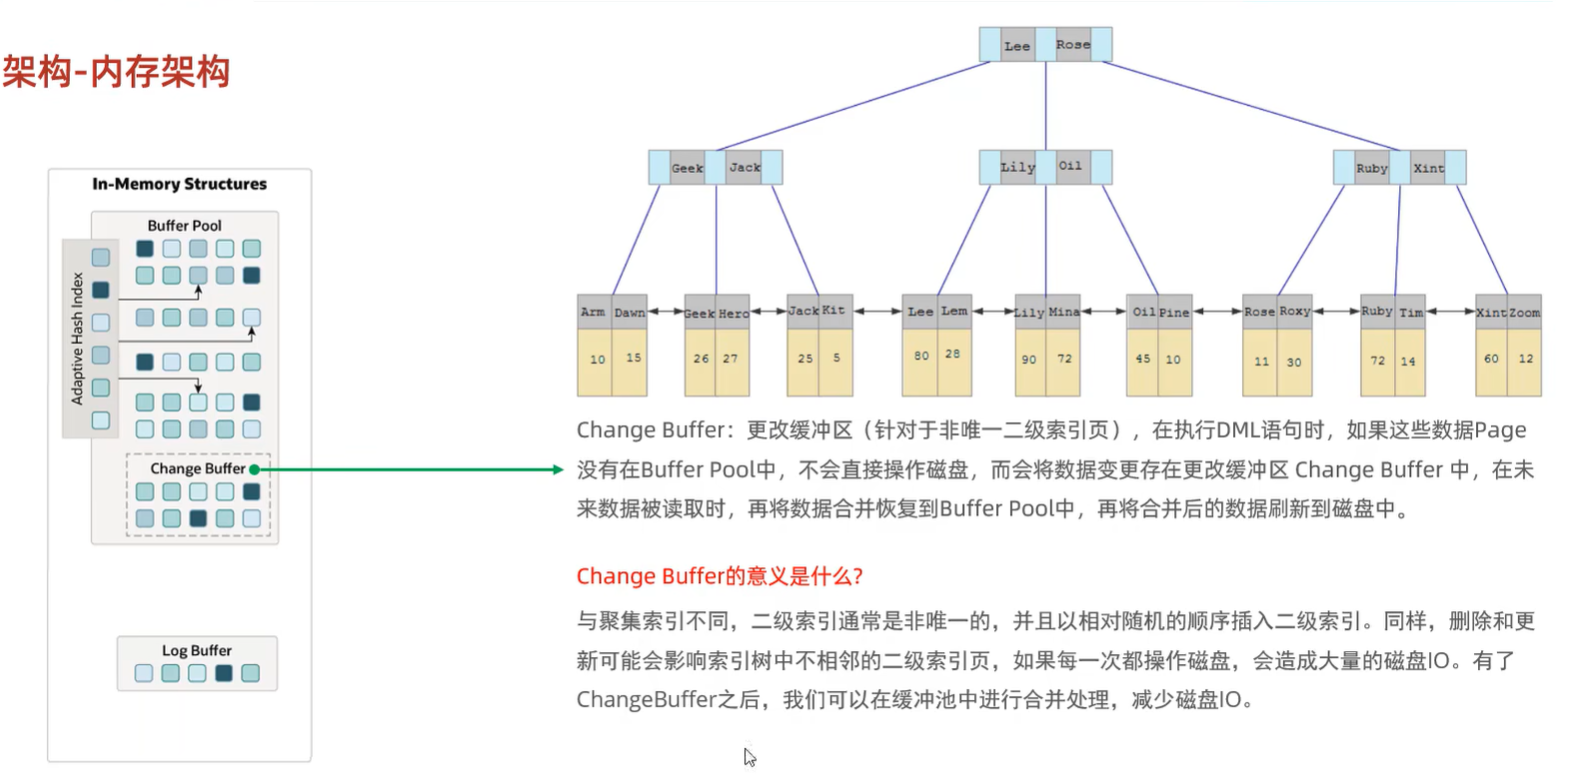 架构-内存架构
In-Memory Structures
Buffer Pool
Adaptive Hash Index
Change Buffer
Log Buffer
Lee Rose
Geek Jack
Lily Oil
Ruby Xint
Arm Dawn Geek Hero Jack Kit Lee Lem Lily Mina Oil Pine Rose Roxy Ruby Tim Xint Zoom
10 15 26 27 25 5 80 28 90 72 45 10 11 30 72 14 60 12
Change Buffer：更改缓冲区（针对于非唯一二级索引页），在执行DML语句时，如果这些数据Page
没有在Buffer Pool中，不会直接操作磁盘，而会将数据变更存在更改缓冲区 Change Buffer 中，在未
来数据被读取时，再将数据合并恢复到Buffer Pool中，再将合并后的数据刷新到磁盘中。
Change Buffer的意义是什么?
与聚集索引不同，二级索引通常是非唯一的，并且以相对随机的顺序插入二级索引。同样，删除和更
新可能会影响索引树中不相邻的二级索引页，如果每一次都操作磁盘，会造成大量的磁盘IO。有了
ChangeBuffer之后，我们可以在缓冲池中进行合并处理，减少磁盘IO。